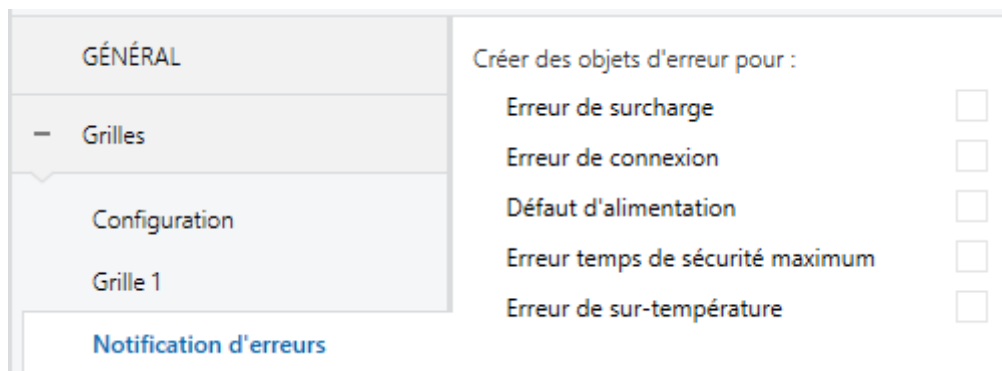 GÉNÉRAL
Grilles
Configuration
Grille 1
Notification d'erreurs
Créer des objets d'erreur pour :
Erreur de surcharge
Erreur de connexion
Défaut d'alimentation
Erreur temps de sécurité maximum
Erreur de sur-température